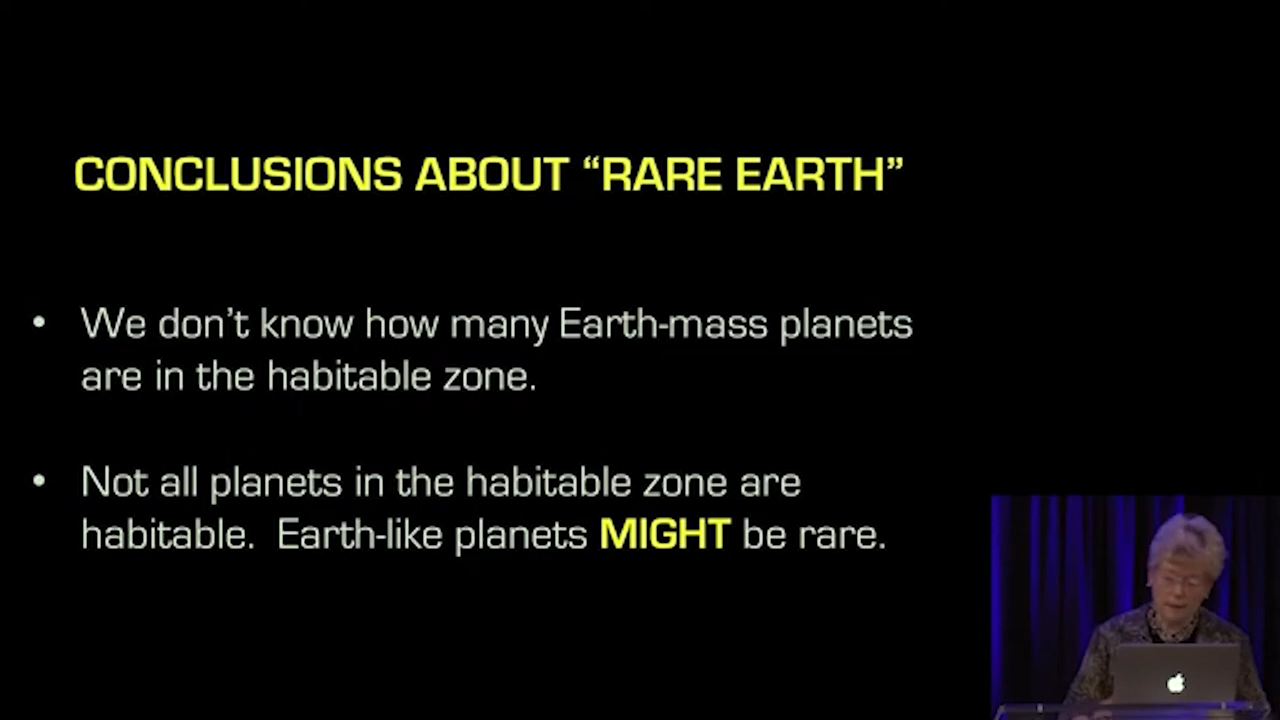 CONCLUSIONS ABOUT “RARE EARTH”
• We don’t know how many Earth-mass planets
are in the habitable zone.
• Not all planets in the habitable zone are
habitable.  Earth-like planets MIGHT be rare.